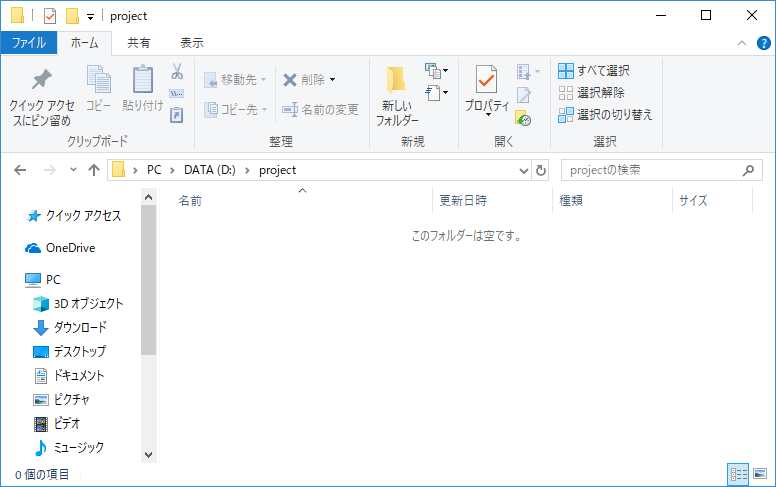 project
ファイル ホーム 共有 表示
クイック アクセスにピン留め コピー 貼り付け 移動先 コピー先 削除 名前の変更 新しいフォルダー プロパティ すべて選択 選択解除 選択の切り替え
クリップボード 整理 新規 開く 選択
PC DATA (D:) project projectの検索
名前 更新日時 種類 サイズ
このフォルダーは空です。
クイック アクセス
OneDrive
PC
3D オブジェクト
ダウンロード
デスクトップ
ドキュメント
ピクチャ
ビデオ
ミュージック
0 個の項目